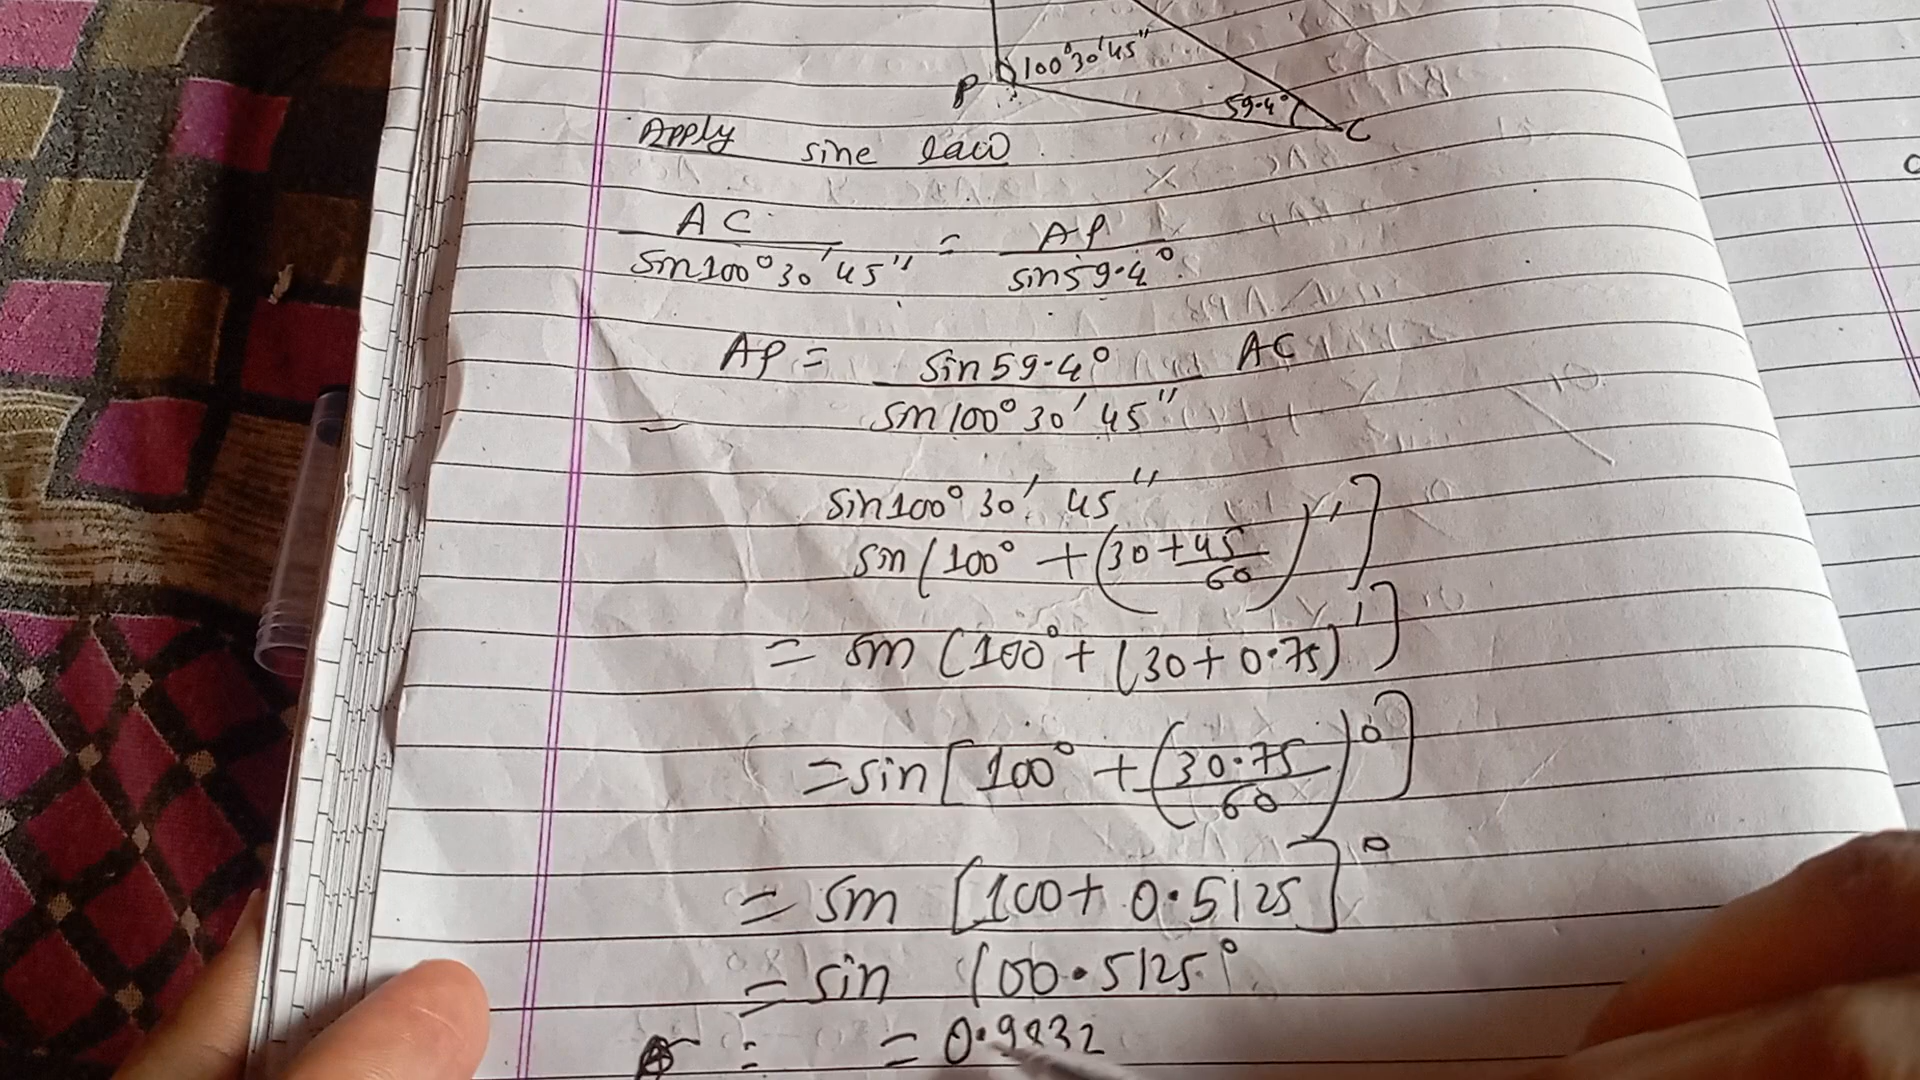 100°30'45"
P
59.4°
C
Apply sine law
AC / sin100°30'45" = AP / sin59.4°
AP = sin59.4° / sin100°30'45" AC
sin100°30'45"
sin(100° + (30+45/60)')]
= sin (100° + (30+0.75)')
= sin [100° + (30.75/60)°]
= sin [100+ 0.5125]°
= sin 100.5125°
= 0.9832